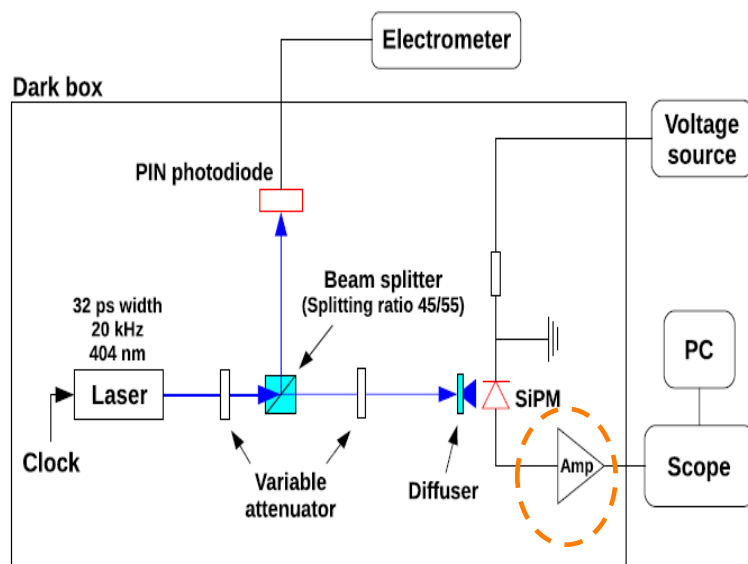 Electrometer
Dark box
Voltage
source
PIN photodiode
Beam splitter
(Splitting ratio 45/55)
32 ps width
20 kHz
404 nm
Laser
PC
SiPM
Clock
Variable
attenuator
Diffuser
Amp
Scope